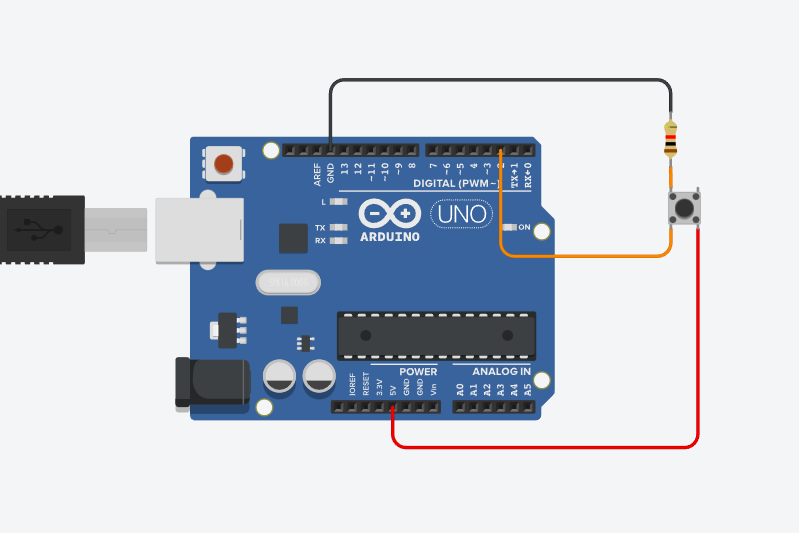 AREF
GND
13
12
~11
~10
~9
8
7
~6
~5
4
~3
2
TX→1
RX←0
DIGITAL (PWM ~)
L
TX
RX
ARDUINO
UNO
ON
POWER
ANALOG IN
IOREF
RESET
3.3V
5V
GND
GND
Vin
A0
A1
A2
A3
A4
A5